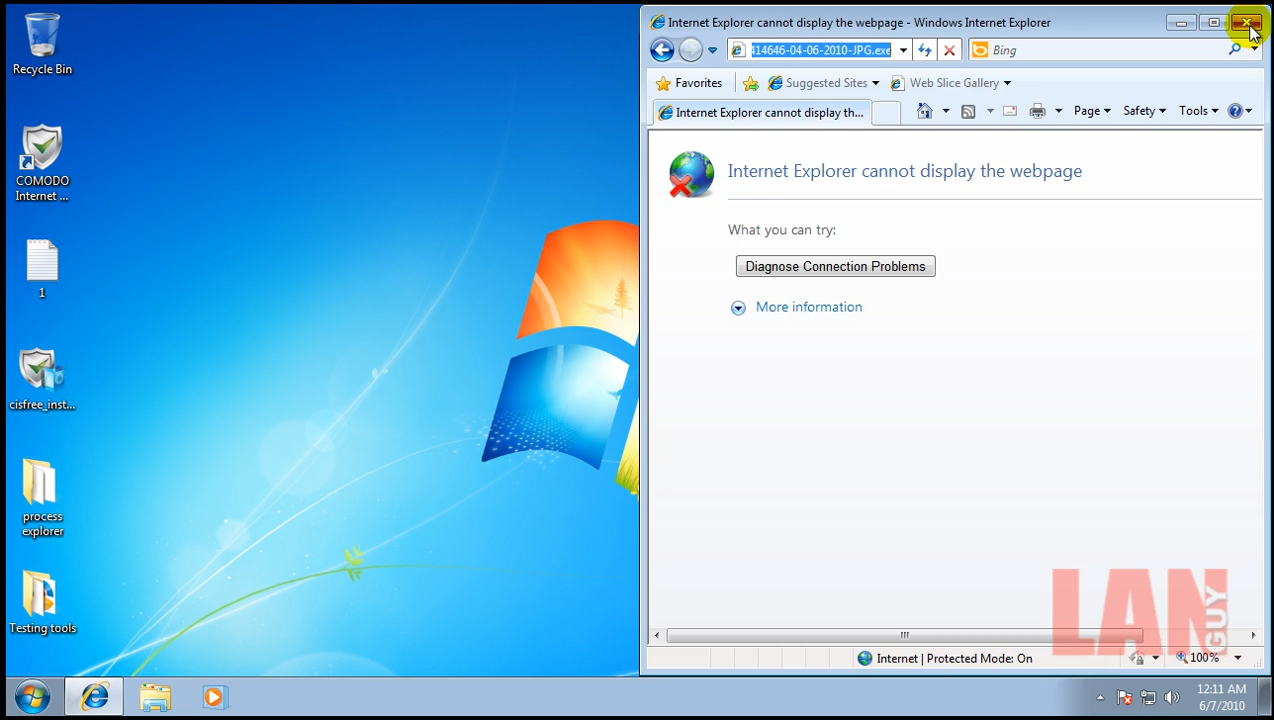 Recycle Bin
COMODO
Internet ...
1
cisfree_inst...
process
explorer
Testing tools
Internet Explorer cannot display the webpage - Windows Internet Explorer
414646-04-06-2010-JPG.exe
Bing
Favorites
Suggested Sites
Web Slice Gallery
Internet Explorer cannot display th...
Page
Safety
Tools
Internet Explorer cannot display the webpage
What you can try:
Diagnose Connection Problems
More information
LAN
GUY
Internet | Protected Mode: On
100%
12:11 AM
6/7/2010